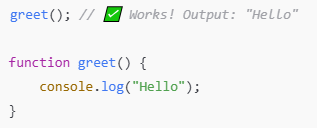 greet(); // ✅ Works! Output: "Hello"
function greet() {
    console.log("Hello");
}